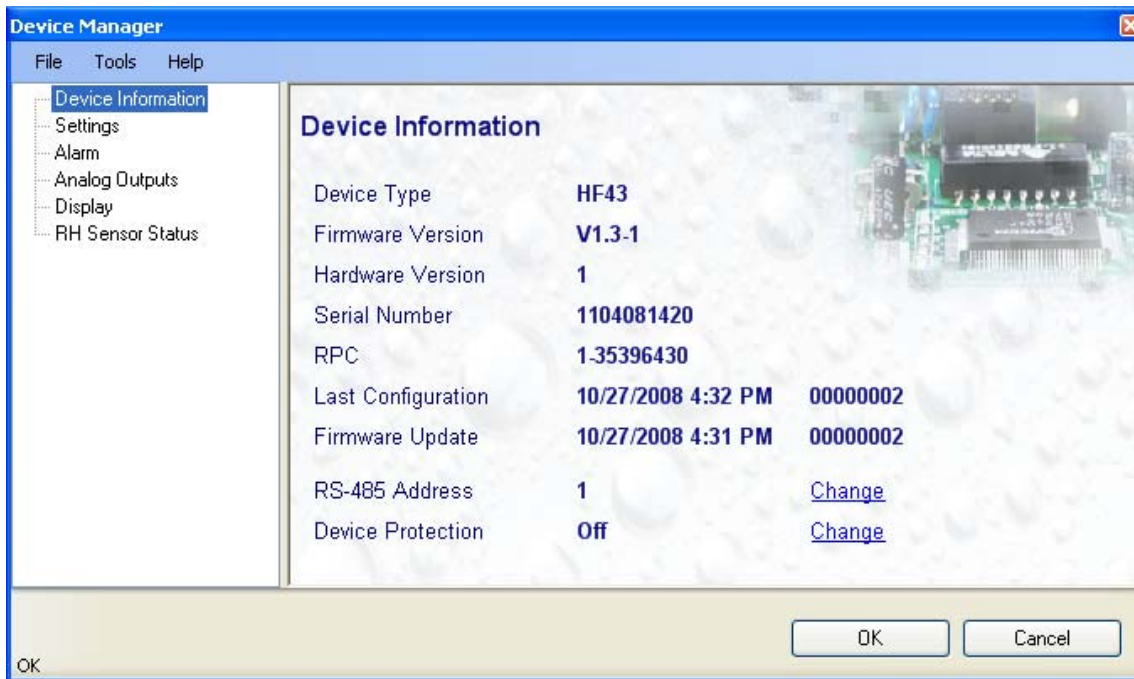 Device Manager
File Tools Help
Device Information
Settings
Alarm
Analog Outputs
Display
RH Sensor Status
Device Information
Device Type HF43
Firmware Version V1.3-1
Hardware Version 1
Serial Number 1104081420
RPC 1-35396430
Last Configuration 10/27/2008 4:32 PM 00000002
Firmware Update 10/27/2008 4:31 PM 00000002
RS-485 Address 1 Change
Device Protection Off Change
OK Cancel
OK